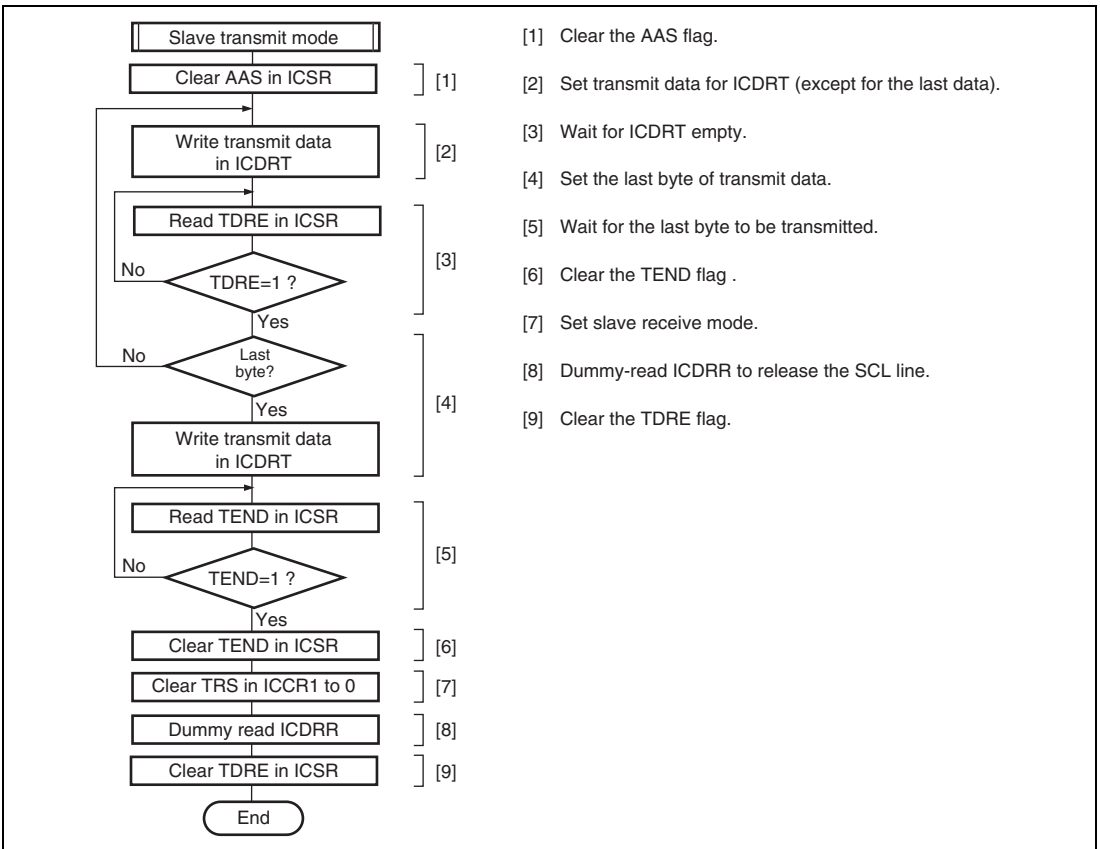 Slave transmit mode
Clear AAS in ICSR
[1]
Write transmit data
in ICDRT
[2]
Read TDRE in ICSR
No
TDRE=1 ?
[3]
Yes
No
Last
byte?
Yes
[4]
Write transmit data
in ICDRT
Read TEND in ICSR
No
TEND=1 ?
[5]
Yes
Clear TEND in ICSR
[6]
Clear TRS in ICCR1 to 0
[7]
Dummy read ICDRR
[8]
Clear TDRE in ICSR
[9]
End
[1] Clear the AAS flag.
[2] Set transmit data for ICDRT (except for the last data).
[3] Wait for ICDRT empty.
[4] Set the last byte of transmit data.
[5] Wait for the last byte to be transmitted.
[6] Clear the TEND flag .
[7] Set slave receive mode.
[8] Dummy-read ICDRR to release the SCL line.
[9] Clear the TDRE flag.